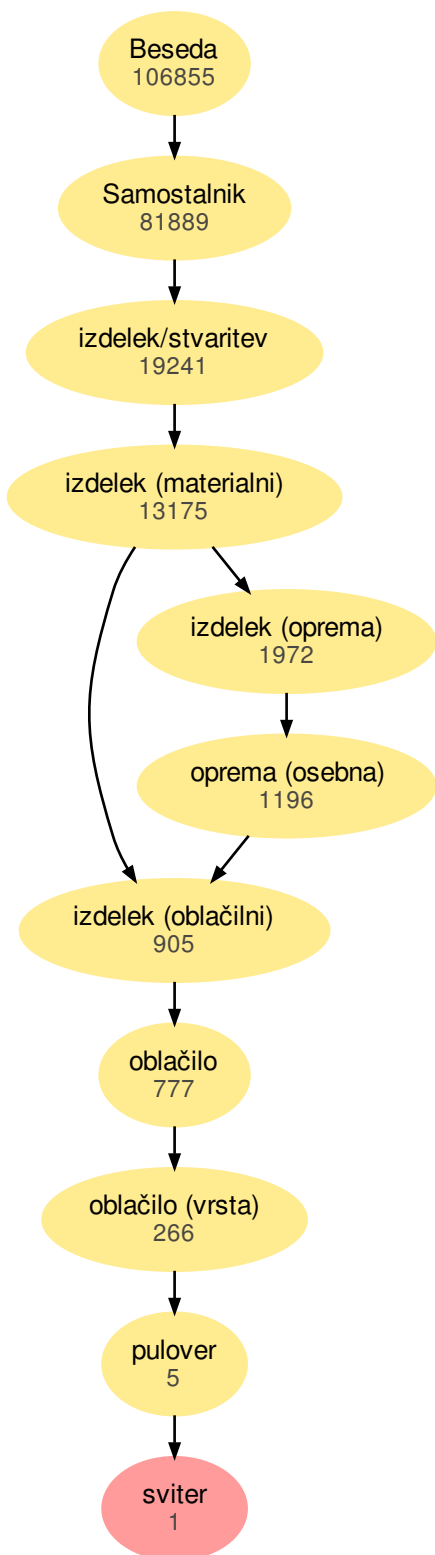 Beseda
106855
Samostalnik
81889
izdelek/stvaritev
19241
izdelek (materialni)
13175
izdelek (oprema)
1972
oprema (osebna)
1196
izdelek (oblačilni)
905
oblačilo
777
oblačilo (vrsta)
266
pulover
5
sviter
1